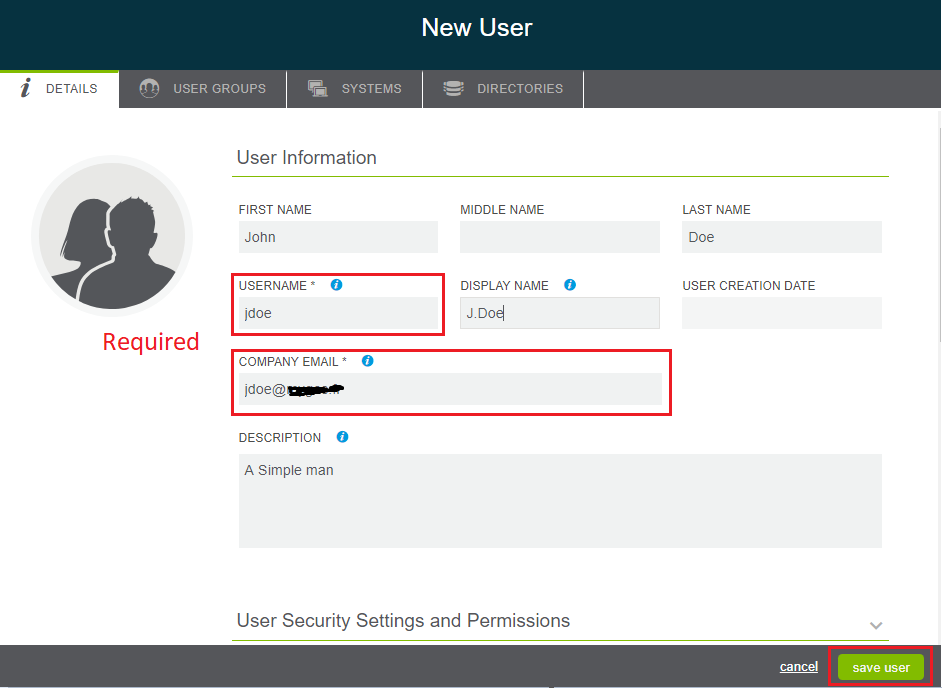 New User
DETAILS USER GROUPS SYSTEMS DIRECTORIES
User Information
FIRST NAME MIDDLE NAME LAST NAME
John Doe
USERNAME * DISPLAY NAME USER CREATION DATE
jdoe J.Doe
Required
COMPANY EMAIL *
jdoe@
DESCRIPTION
A Simple man
User Security Settings and Permissions
cancel save user